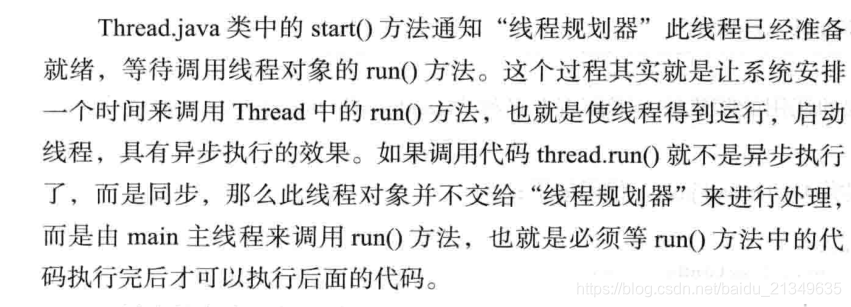 Thread.java 类中的 start() 方法通知“线程规划器”此线程已经准备
就绪，等待调用线程对象的 run() 方法。这个过程其实就是让系统安排
一个时间来调用 Thread 中的 run() 方法，也就是使线程得到运行，启动
线程，具有异步执行的效果。如果调用代码 thread.run() 就不是异步执行
了，而是同步，那么此线程对象并不交给“线程规划器”来进行处理，
而是由 main 主线程来调用 run() 方法，也就是必须等 run() 方法中的代
码执行完后才可以执行后面的代码。
https://blog.csdn.net/baidu_21349635